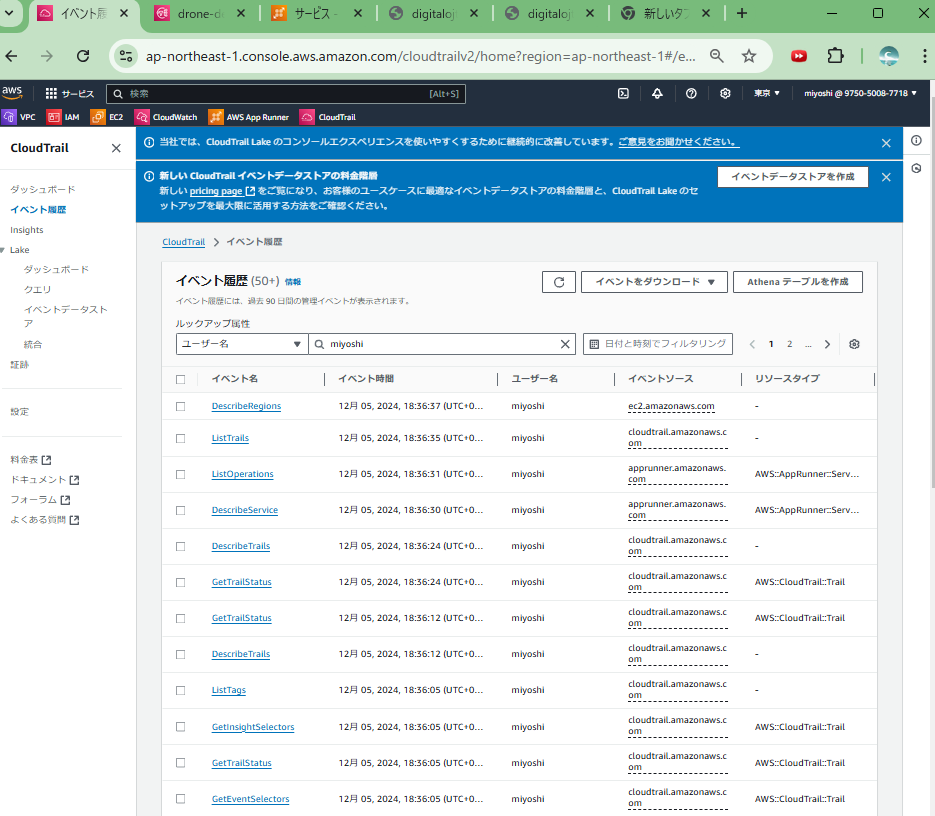 イベント履
drone-d
サービス -
digitaloj
digitaloj
新しいタブ
ap-northeast-1.console.aws.amazon.com/cloudtrailv2/home?region=ap-northeast-1#/e...
aws
サービス
検索
[Alt+S]
東京 ▼
miyoshi @ 9750-5008-7718 ▼
VPC
IAM
EC2
CloudWatch
AWS App Runner
CloudTrail
CloudTrail
ダッシュボード
イベント履歴
Insights
Lake
ダッシュボード
クエリ
イベントデータスト
ア
統合
証跡
設定
料金表
ドキュメント
フォーラム
よくある質問
当社では、CloudTrail Lake のコンソールエクスペリエンスを使いやすくするために継続的に改善しています。ご意見をお聞かせください。
新しい CloudTrail イベントデータストアの料金階層
新しい pricing page をご覧になり、お客様のユースケースに最適なイベントデータストアの料金階層と、CloudTrail Lake のセ
ットアップを最大限に活用する方法をご確認ください。
イベントデータストアを作成
CloudTrail > イベント履歴
イベント履歴 (50+) 情報
イベント履歴には、過去 90 日間の管理イベントが表示されます。
イベントをダウンロード ▼
Athena テーブルを作成
ルックアップ属性
ユーザー名 ▼
miyoshi
日付と時刻でフィルタリング
1 2 ...
イベント名 イベント時間 ユーザー名 イベントソース リソースタイプ
DescribeRegions 12月 05, 2024, 18:36:37 (UTC+0... miyoshi ec2.amazonaws.com -
ListTrails 12月 05, 2024, 18:36:35 (UTC+0... miyoshi cloudtrail.amazonaws.c
om -
ListOperations 12月 05, 2024, 18:36:31 (UTC+0... miyoshi apprunner.amazonaws.
com AWS::AppRunner::Serv...
DescribeService 12月 05, 2024, 18:36:30 (UTC+0... miyoshi apprunner.amazonaws.
com AWS::AppRunner::Serv...
DescribeTrails 12月 05, 2024, 18:36:24 (UTC+0... miyoshi cloudtrail.amazonaws.c
om -
GetTrailStatus 12月 05, 2024, 18:36:24 (UTC+0... miyoshi cloudtrail.amazonaws.c
om AWS::CloudTrail::Trail
GetTrailStatus 12月 05, 2024, 18:36:12 (UTC+0... miyoshi cloudtrail.amazonaws.c
om AWS::CloudTrail::Trail
DescribeTrails 12月 05, 2024, 18:36:12 (UTC+0... miyoshi cloudtrail.amazonaws.c
om -
ListTags 12月 05, 2024, 18:36:05 (UTC+0... miyoshi cloudtrail.amazonaws.c
om -
GetInsightSelectors 12月 05, 2024, 18:36:05 (UTC+0... miyoshi cloudtrail.amazonaws.c
om AWS::CloudTrail::Trail
GetTrailStatus 12月 05, 2024, 18:36:05 (UTC+0... miyoshi cloudtrail.amazonaws.c
om AWS::CloudTrail::Trail
GetEventSelectors 12月 05, 2024, 18:36:05 (UTC+0... miyoshi cloudtrail.amazonaws.c
om AWS::CloudTrail::Trail